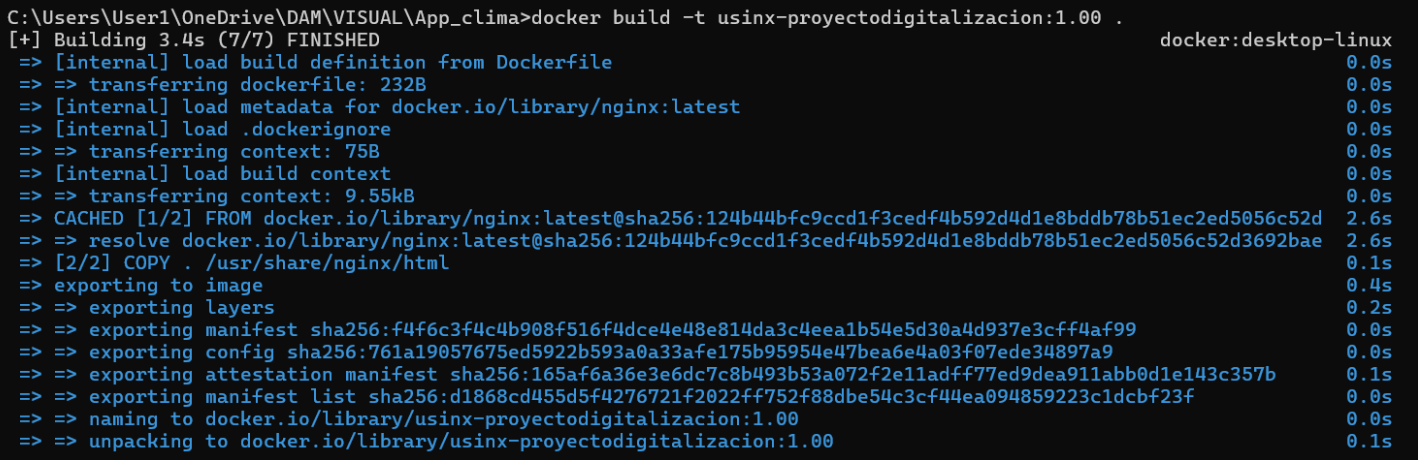 C:\Users\User1\OneDrive\DAM\VISUAL\App_clima>docker build -t usinx-proyectodigitalizacion:1.00 .
[+] Building 3.4s (7/7) FINISHED docker:desktop-linux
=> [internal] load build definition from Dockerfile 0.0s
=> => transferring dockerfile: 232B 0.0s
=> [internal] load metadata for docker.io/library/nginx:latest 0.0s
=> [internal] load .dockerignore 0.0s
=> => transferring context: 75B 0.0s
=> [internal] load build context 0.0s
=> => transferring context: 9.55kB 0.0s
=> CACHED [1/2] FROM docker.io/library/nginx:latest@sha256:124b44bfc9ccd1f3cedf4b592d4d1e8bddb78b51ec2ed5056c52d 2.6s
=> => resolve docker.io/library/nginx:latest@sha256:124b44bfc9ccd1f3cedf4b592d4d1e8bddb78b51ec2ed5056c52d3692bae 2.6s
=> [2/2] COPY . /usr/share/nginx/html 0.1s
=> exporting to image 0.4s
=> => exporting layers 0.2s
=> => exporting manifest sha256:f4f6c3f4c4b908f516f4dce4e48e814da3c4eea1b54e5d30a4d937e3cff4af99 0.0s
=> => exporting config sha256:761a19057675ed5922b593a0a33afe175b95954e47bea6e4a03f07ede34897a9 0.0s
=> => exporting attestation manifest sha256:165af6a36e3e6dc7c8b493b53a072f2e11adff77ed9dea911abb0d1e143c357b 0.1s
=> => exporting manifest list sha256:d1868cd455d5f4276721f2022ff752f88dbe54c3cf44ea094859223c1dcbf23f 0.0s
=> => naming to docker.io/library/usinx-proyectodigitalizacion:1.00 0.0s
=> => unpacking to docker.io/library/usinx-proyectodigitalizacion:1.00 0.1s